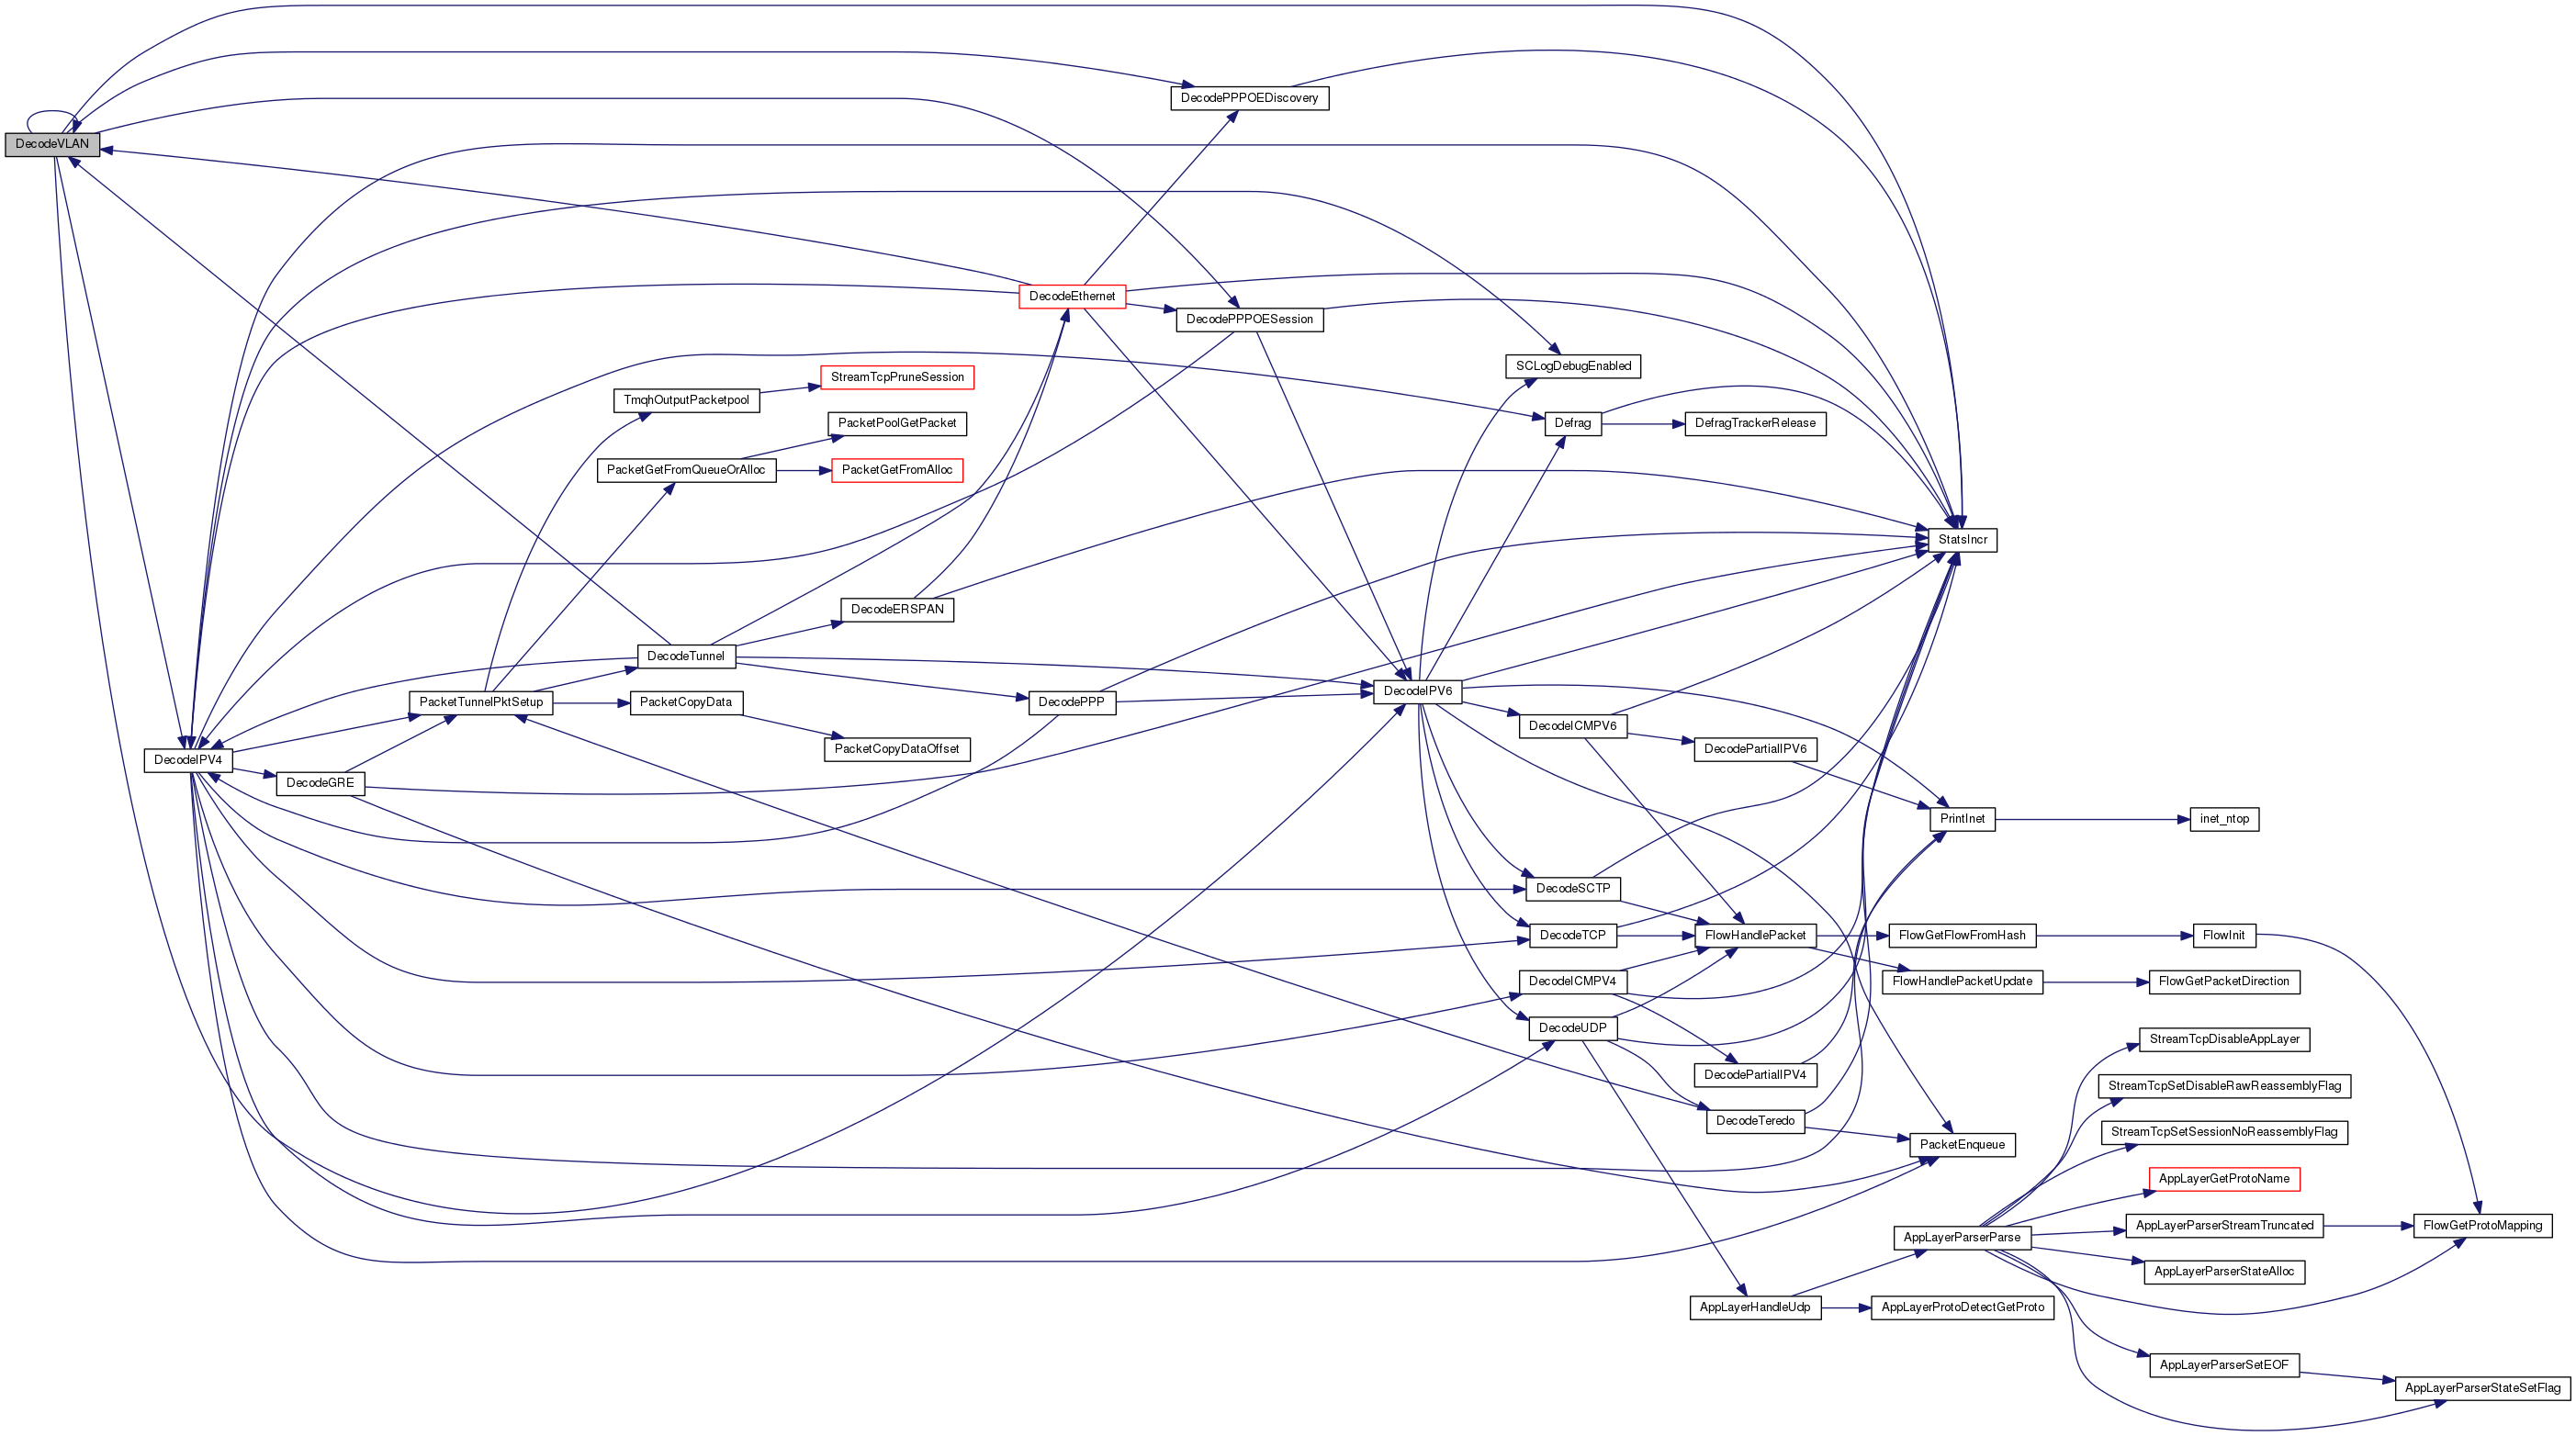 DecodePPPOEDiscovery
DecodeVLAN
DecodeEthernet
DecodePPPOESession
SCLogDebugEnabled
StreamTcpPruneSession
TmqhOutputPacketpool
PacketPoolGetPacket
Defrag
DefragTrackerRelease
PacketGetFromQueueOrAlloc
PacketGetFromAlloc
StatsIncr
DecodeERSPAN
DecodeTunnel
DecodeIPV6
PacketTunnelPktSetup
PacketCopyData
DecodePPP
DecodeICMPV6
PacketCopyDataOffset
DecodePartialIPV6
DecodeIPV4
DecodeGRE
PrintInet
inet_ntop
DecodeSCTP
DecodeTCP
FlowHandlePacket
FlowGetFlowFromHash
FlowInit
DecodeICMPV4
FlowHandlePacketUpdate
FlowGetPacketDirection
DecodeUDP
StreamTcpDisableAppLayer
DecodePartialIPV4
StreamTcpSetDisableRawReassemblyFlag
DecodeTeredo
StreamTcpSetSessionNoReassemblyFlag
PacketEnqueue
AppLayerGetProtoName
AppLayerParserParse
AppLayerParserStreamTruncated
FlowGetProtoMapping
AppLayerParserStateAlloc
AppLayerHandleUdp
AppLayerProtoDetectGetProto
AppLayerParserSetEOF
AppLayerParserStateSetFlag